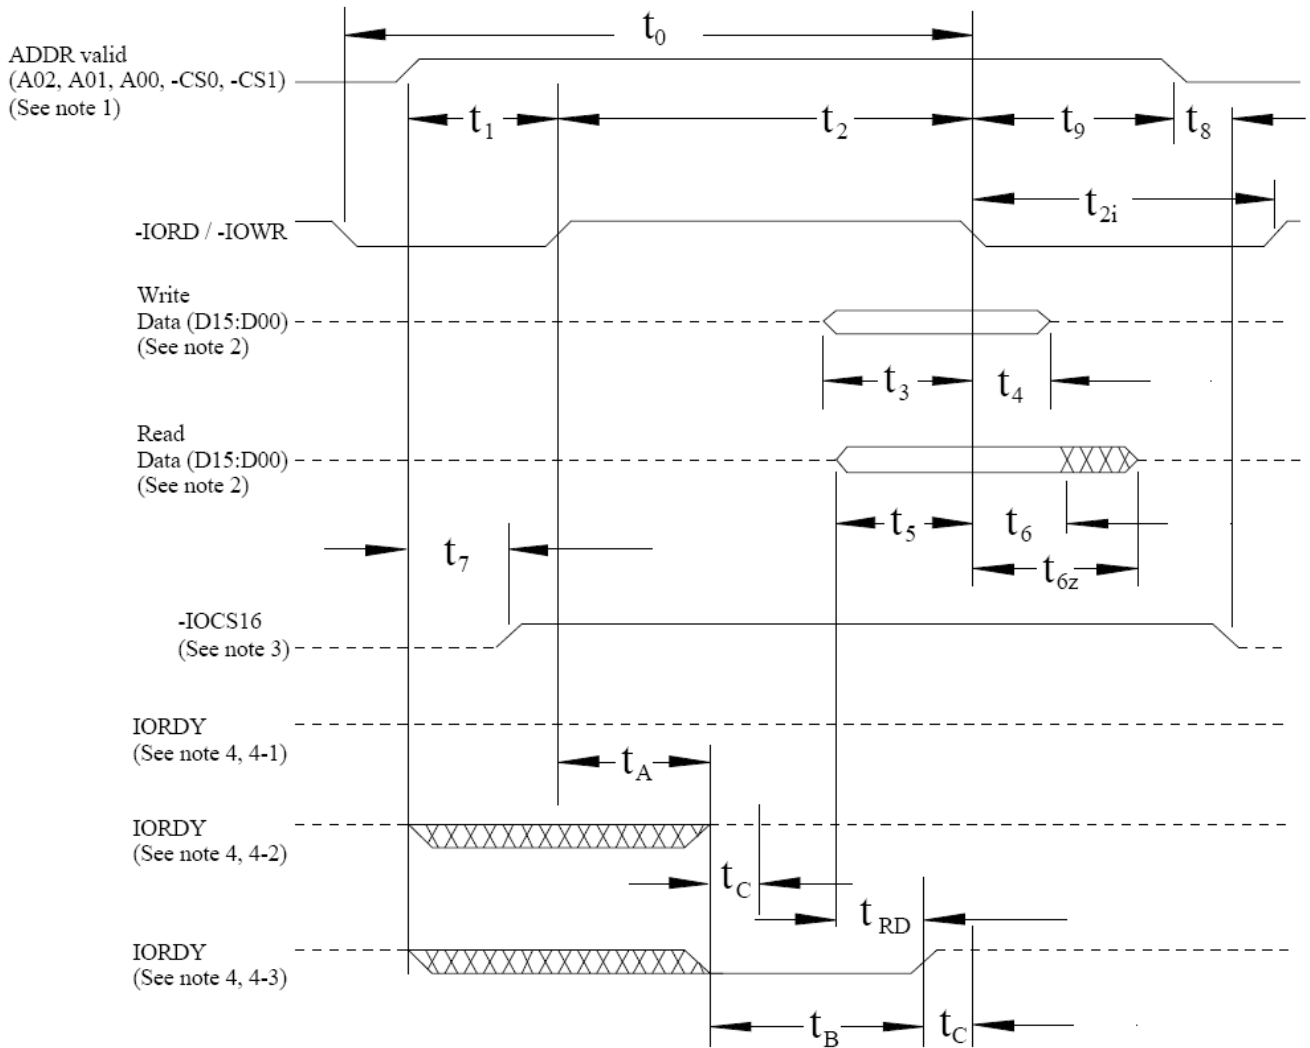 t0
ADDR valid
(A02, A01, A00, -CS0, -CS1)
(See note 1)
t1
t2
t9
t8
t2i
-IORD / -IOWR
Write
Data (D15:D00)
(See note 2)
t3
t4
Read
Data (D15:D00)
(See note 2)
t5
t6
t7
t6z
-IOCS16
(See note 3)
IORDY
(See note 4, 4-1)
tA
IORDY
(See note 4, 4-2)
tC
tRD
IORDY
(See note 4, 4-3)
tB
tC